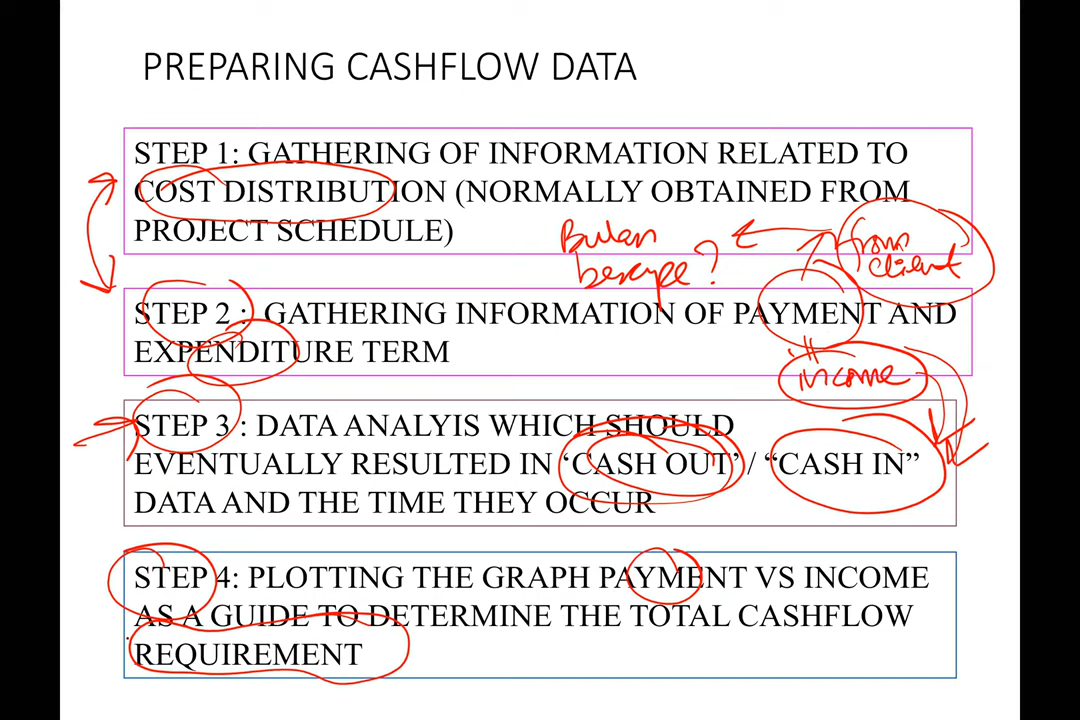 PREPARING CASHFLOW DATA
STEP 1: GATHERING OF INFORMATION RELATED TO
COST DISTRIBUTION (NORMALLY OBTAINED FROM
PROJECT SCHEDULE)
Bulan
berapa?
from
client
STEP 2 : GATHERING INFORMATION OF PAYMENT AND
EXPENDITURE TERM
income
STEP 3 : DATA ANALYIS WHICH SHOULD
EVENTUALLY RESULTED IN ‘CASH OUT’ / “CASH IN”
DATA AND THE TIME THEY OCCUR
STEP 4: PLOTTING THE GRAPH PAYMENT VS INCOME
AS A GUIDE TO DETERMINE THE TOTAL CASHFLOW
REQUIREMENT